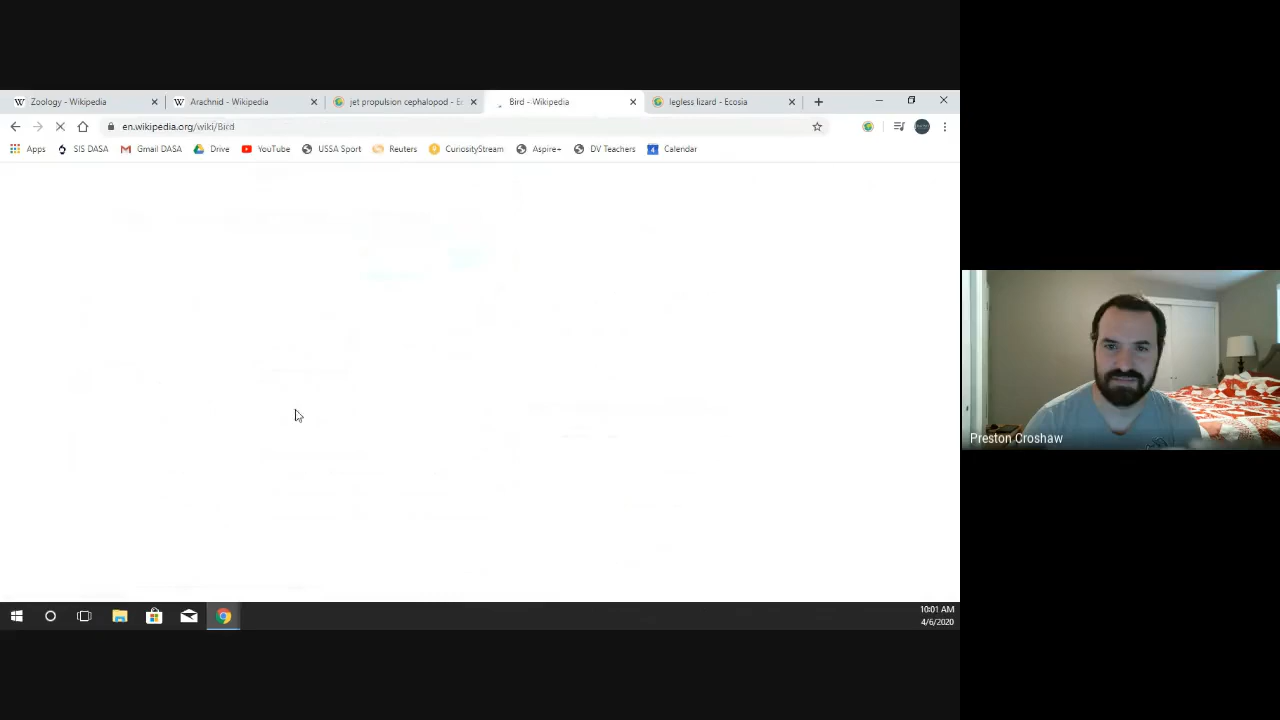 Zoology - Wikipedia Arachnid - Wikipedia jet propulsion cephalopod - Ec Bird - Wikipedia legless lizard - Ecosia
en.wikipedia.org/wiki/Bird
Apps SIS DASA Gmail DASA Drive YouTube USSA Sport Reuters CuriosityStream Aspire+ DV Teachers 4 Calendar
Preston Croshaw
10:01 AM
4/6/2020